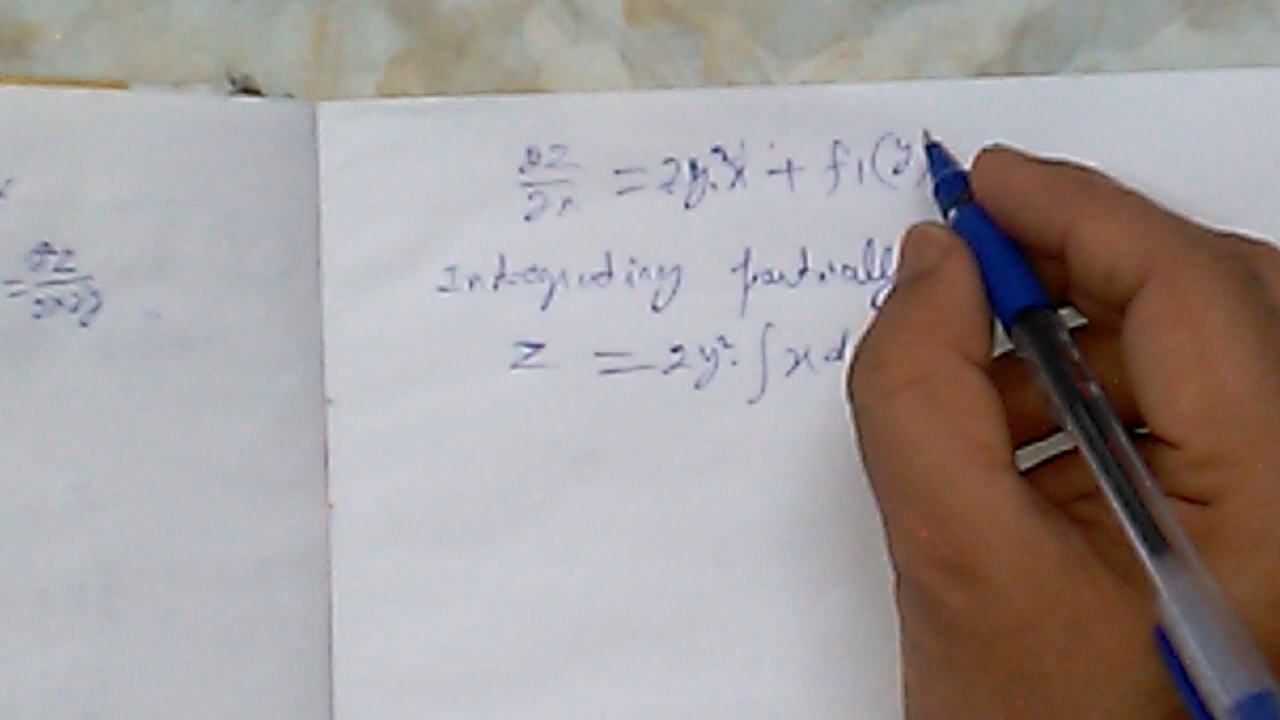 = ∂z/∂x∂y
∂z/∂x = 2y²x + f1(y
Integrating partially
z = 2y². ∫ x d